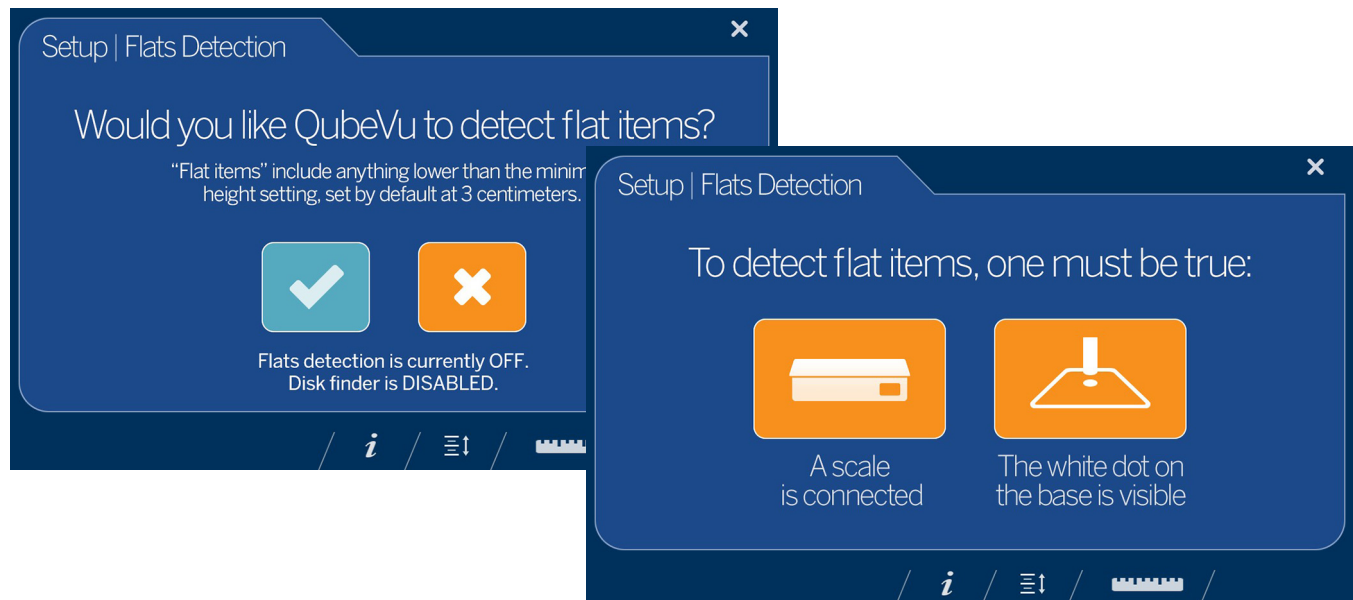 Setup | Flats Detection
Would you like QubeVu to detect flat items?
“Flat items” include anything lower than the minim
height setting, set by default at 3 centimeters.
Flats detection is currently OFF.
Disk finder is DISABLED.
i
Setup | Flats Detection
To detect flat items, one must be true:
A scale
is connected
The white dot on
the base is visible
i